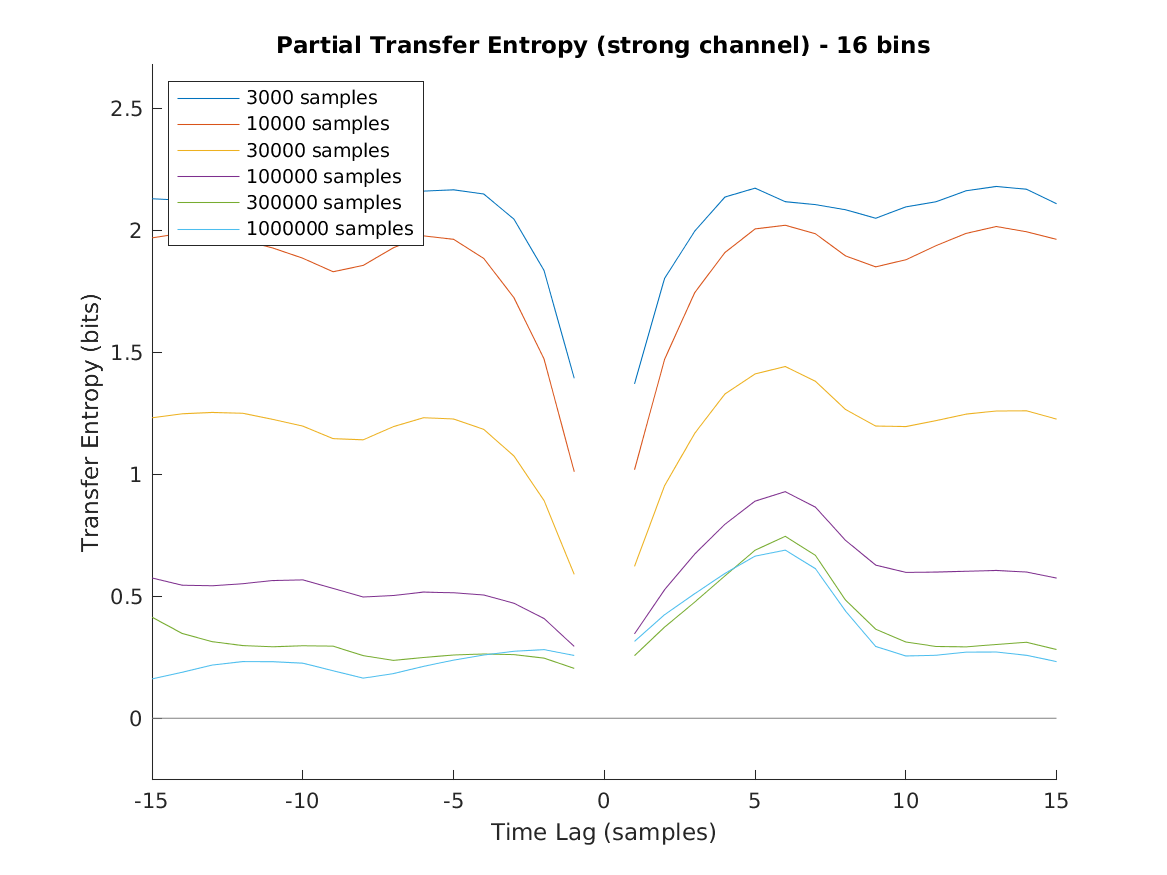 Partial Transfer Entropy (strong channel) - 16 bins
3000 samples
10000 samples
30000 samples
100000 samples
300000 samples
1000000 samples
Transfer Entropy (bits)
2.5
2
1.5
1
0.5
0
-15 -10 -5 0 5 10 15
Time Lag (samples)